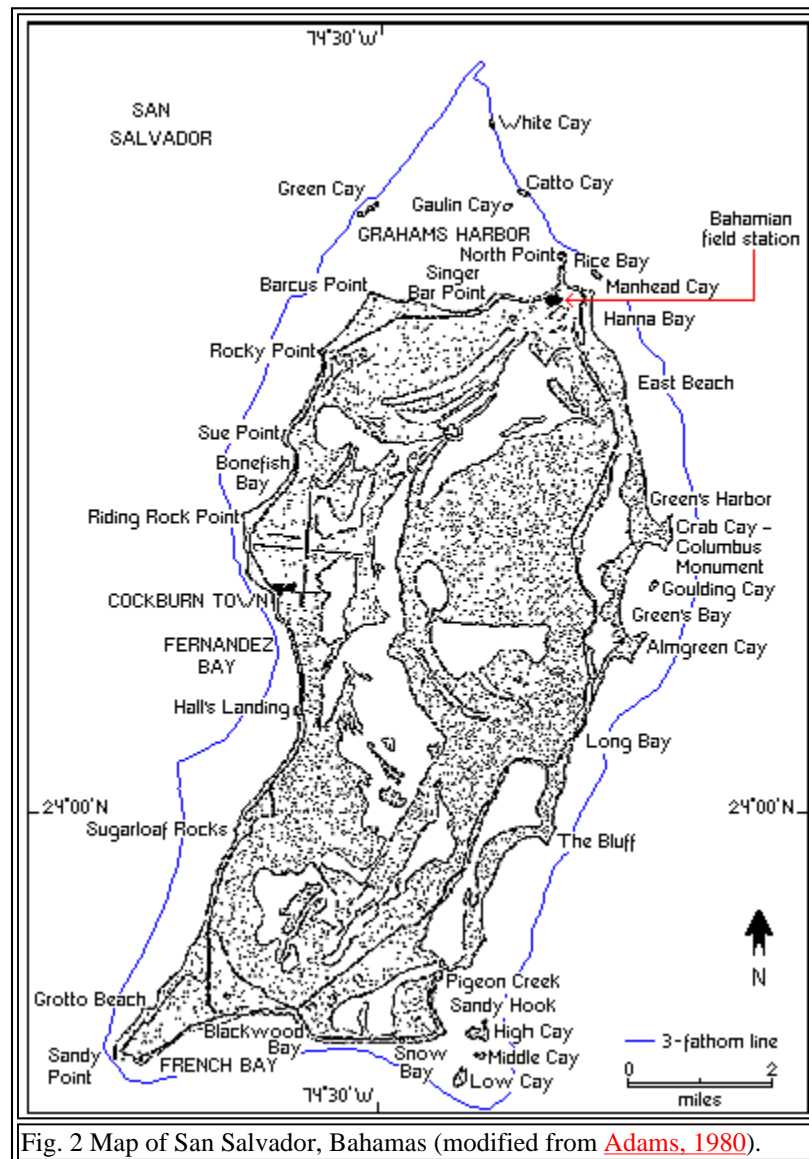 74°30'W
SAN
SALVADOR
White Cay
Green Cay
Catto Cay
Gaulin Cay
GRAHAMS HARBOR
Bahamian
field station
North Point
Rice Bay
Singer
Bar Point
Barcus Point
Manhead Cay
Hanna Bay
Rocky Point
East Beach
Sue Point
Bonefish
Bay
Green's Harbor
Riding Rock Point
Crab Cay -
Columbus
Monument
Goulding Cay
COCKBURN TOWN
Green's Bay
FERNANDEZ
BAY
Almgreen Cay
Hall's Landing
Long Bay
24°00'N
24°00'N
Sugarloaf Rocks
The Bluff
N
Pigeon Creek
Grotto Beach
Sandy Hook
High Cay
Blackwood
Bay
3-fathom line
Sandy
Point
FRENCH BAY
Snow
Bay
Middle Cay
Low Cay
0 2
miles
74°30'W
Fig. 2 Map of San Salvador, Bahamas (modified from Adams, 1980).